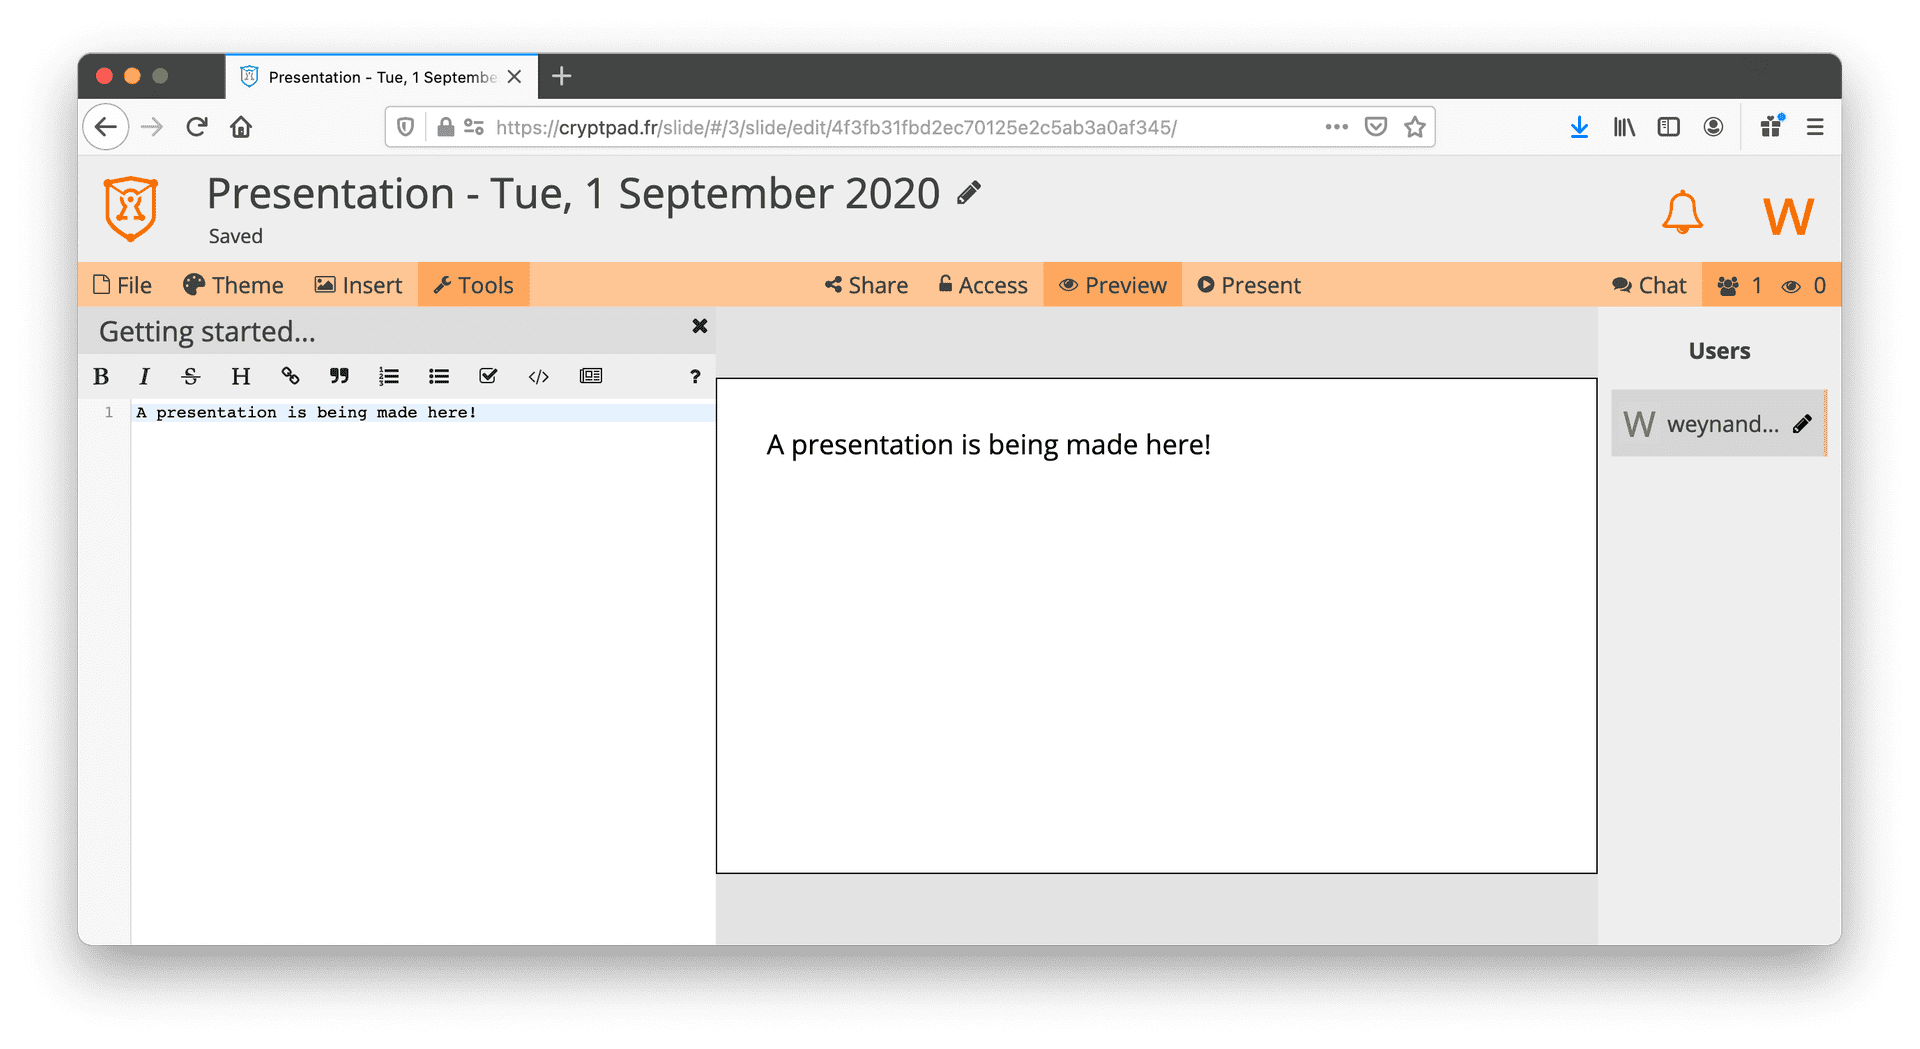 Presentation - Tue, 1 Septembe
https://cryptpad.fr/slide/#/3/slide/edit/4f3fb31fbd2ec70125e2c5ab3a0af345/
Presentation - Tue, 1 September 2020
Saved
W
File Theme Insert Tools Share Access Preview Present Chat 1 0
Getting started...
Users
B I S H ?
W weynand...
1 A presentation is being made here!
A presentation is being made here!